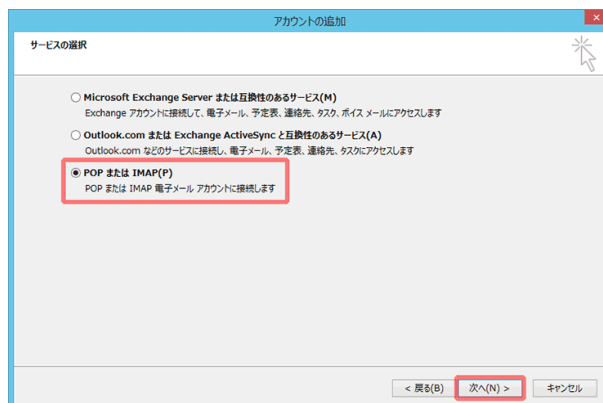 アカウントの追加
サービスの選択
Microsoft Exchange Server または互換性のあるサービス(M)
Exchange アカウントに接続して、電子メール、予定表、連絡先、タスク、ボイス メールにアクセスします
Outlook.com または Exchange ActiveSync と互換性のあるサービス(A)
Outlook.com などのサービスに接続し、電子メール、予定表、連絡先、タスクにアクセスします
POP または IMAP(P)
POP または IMAP 電子メール アカウントに接続します
< 戻る(B) 次へ(N) > キャンセル